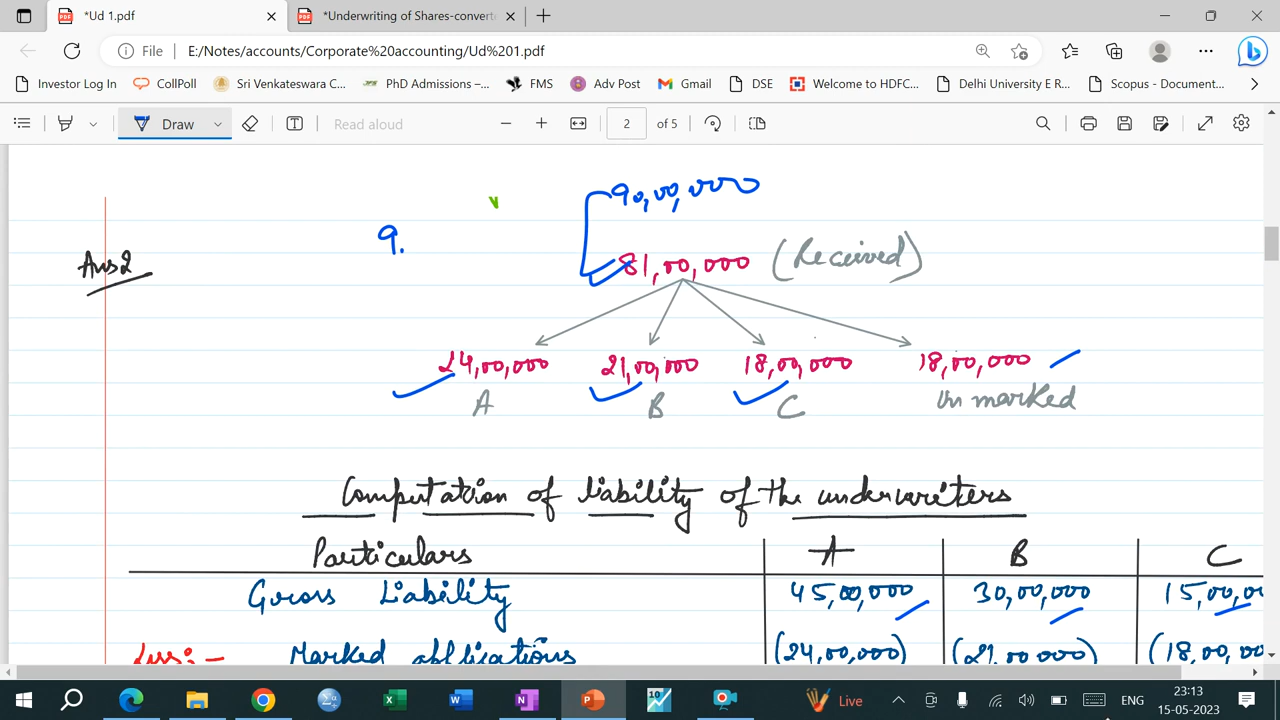 *Ud 1.pdf
*Underwriting of Shares-converte
File E:/Notes/accounts/Corporate%20accounting/Ud%201.pdf
Investor Log In CollPoll Sri Venkateswara C... PhD Admissions –... FMS Adv Post Gmail DSE Welcome to HDFC... Delhi University E R... Scopus - Document...
Draw Read aloud 2 of 5
90,00,000
9.
Ans 2 81,00,000 (Received)
24,00,000 21,00,000 18,00,000 18,00,000
A B C Un marked
Computation of liability of the underwriters
Particulars A B C
Gross Liability 45,00,000 30,00,000 15,00,00
Less:- Marked applications (24,00,000) (21,00 000) (18,00,00
Live ENG 23:13
15-05-2023